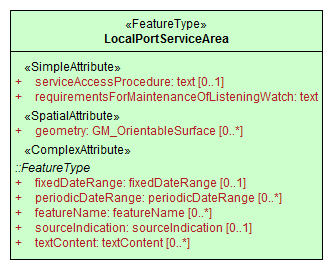 «FeatureType»
LocalPortServiceArea
«SimpleAttribute»
+ serviceAccessProcedure: text [0..1]
+ requirementsForMaintenanceOfListeningWatch: text
«SpatialAttribute»
+ geometry: GM_OrientableSurface [0..*]
«ComplexAttribute»
::FeatureType
+ fixedDateRange: fixedDateRange [0..1]
+ periodicDateRange: periodicDateRange [0..*]
+ featureName: featureName [0..*]
+ sourceIndication: sourceIndication [0..1]
+ textContent: textContent [0..*]